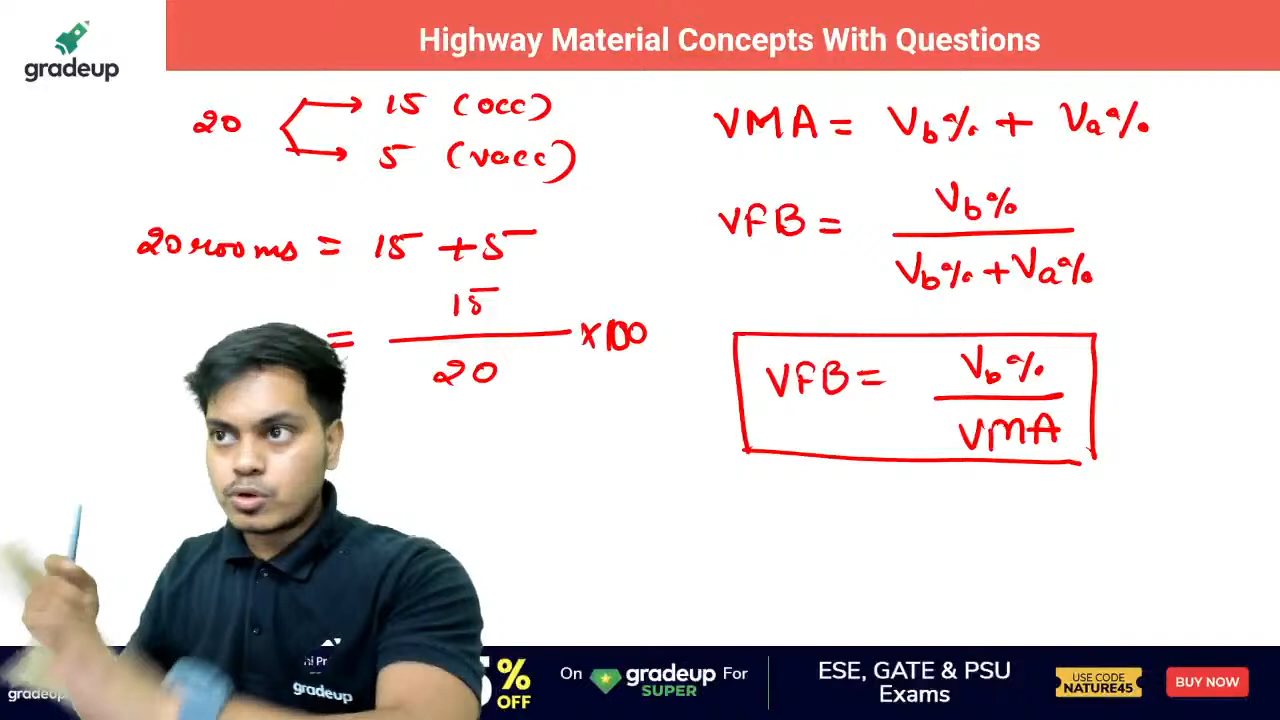 gradeup
Highway Material Concepts With Questions
20 → 15 (occ)
→ 5 (vacc)
20 rooms = 15 + 5
= 15 / 20 × 100
VMA = Vb% + Va%
VFB = Vb% / Vb% + Va%
VFB = Vb% / VMA
gradeup
gradeup
% OFF
On gradeup SUPER For
ESE, GATE & PSU
Exams
USE CODE
NATURE45
BUY NOW